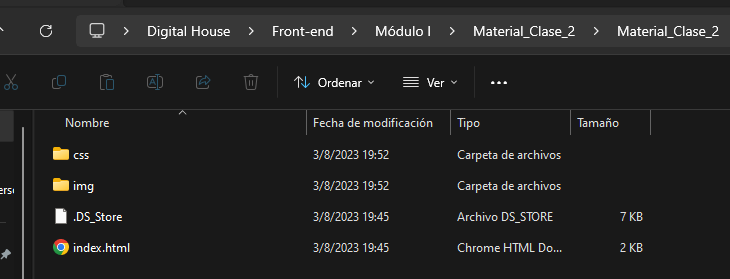 Digital House > Front-end > Módulo I > Material_Clase_2 > Material_Clase_2
Ordenar Ver
Nombre Fecha de modificación Tipo Tamaño
css 3/8/2023 19:52 Carpeta de archivos
img 3/8/2023 19:52 Carpeta de archivos
.DS_Store 3/8/2023 19:45 Archivo DS_STORE 7 KB
index.html 3/8/2023 19:45 Chrome HTML Do... 2 KB